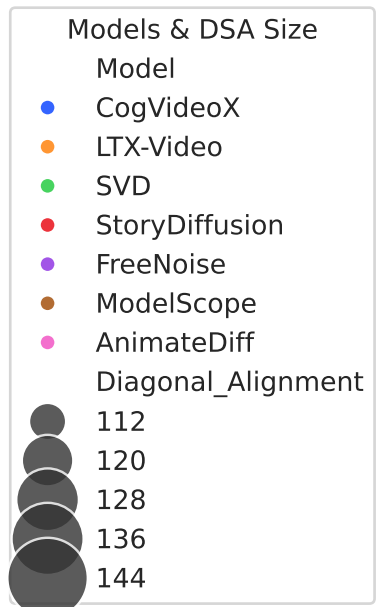 Models & DSA Size
Model
CogVideoX
LTX-Video
SVD
StoryDiffusion
FreeNoise
ModelScope
AnimateDiff
Diagonal_Alignment
112
120
128
136
144